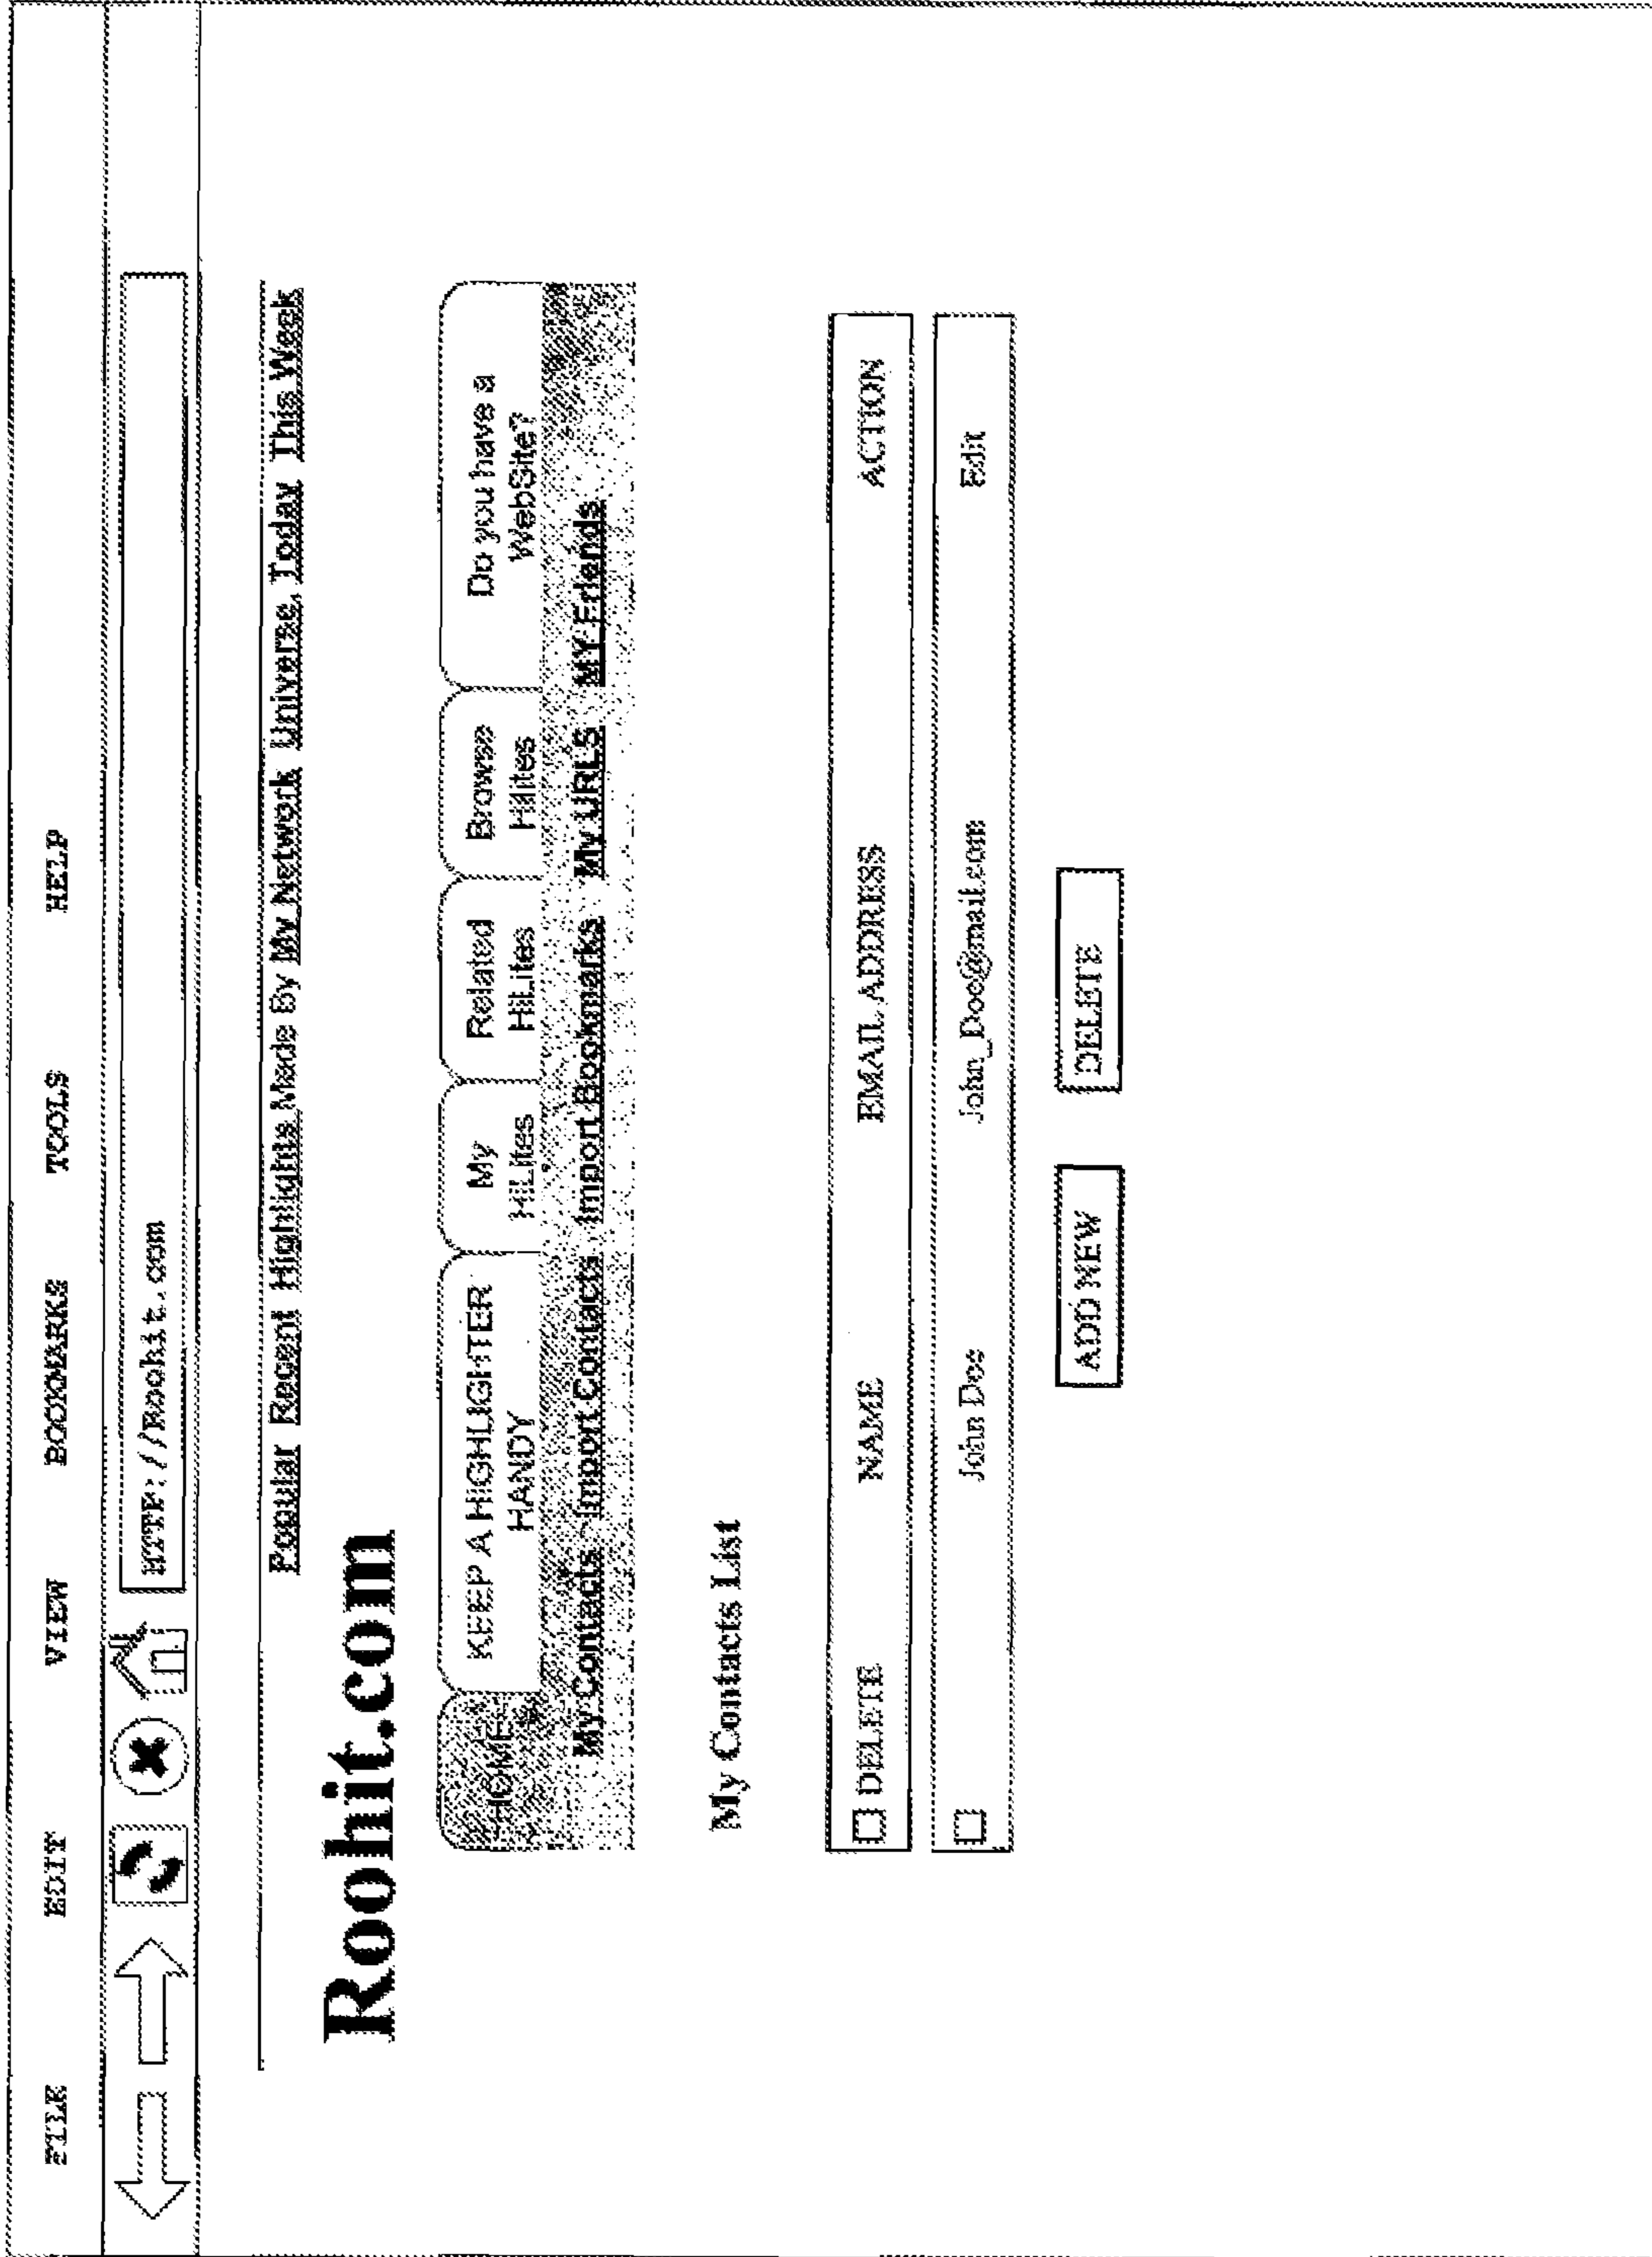 FILE EDIT VIEW BOOKMARKS TOOLS HELP
HTTP://Roohit.com
Popular Recent Highlights Made By My Network Universe, Today This Week
Roohit.com
HOME
KEEP A HIGHLIGHTER
HANDY
My
HiLites
Related
HiLites
Browse
Hilites
Do you have a
WebSite?
My Contacts Import Contacts Import Bookmarks My URLS MY Friends
My Contacts List
DELETE NAME EMAIL ADDRESS ACTION
John Doe John_Doe@gmail.com Edit
ADD NEW DELETE